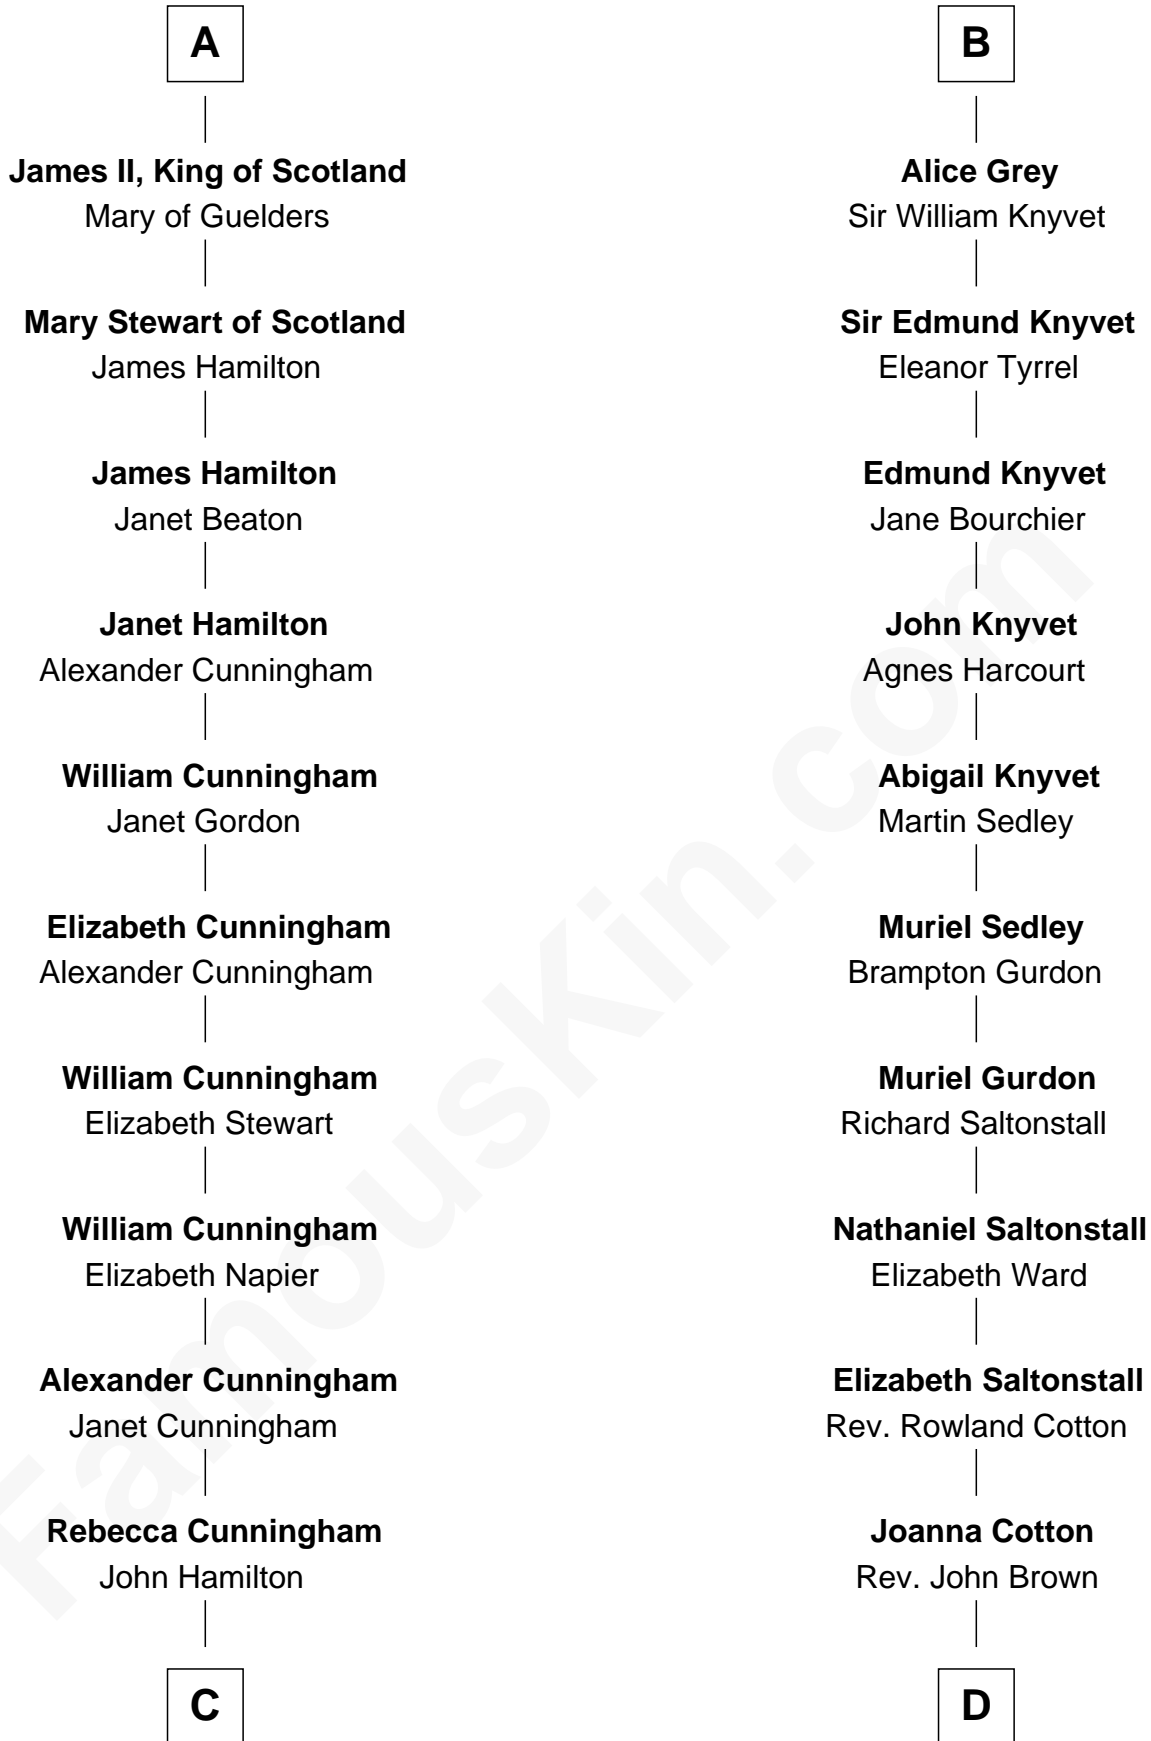 A
James II, King of Scotland
Mary of Guelders
Mary Stewart of Scotland
James Hamilton
James Hamilton
Janet Beaton
Janet Hamilton
Alexander Cunningham
William Cunningham
Janet Gordon
Elizabeth Cunningham
Alexander Cunningham
William Cunningham
Elizabeth Stewart
William Cunningham
Elizabeth Napier
Alexander Cunningham
Janet Cunningham
Rebecca Cunningham
John Hamilton
C
B
Alice Grey
Sir William Knyvet
Sir Edmund Knyvet
Eleanor Tyrrel
Edmund Knyvet
Jane Bourchier
John Knyvet
Agnes Harcourt
Abigail Knyvet
Martin Sedley
Muriel Sedley
Brampton Gurdon
Muriel Gurdon
Richard Saltonstall
Nathaniel Saltonstall
Elizabeth Ward
Elizabeth Saltonstall
Rev. Rowland Cotton
Joanna Cotton
Rev. John Brown
D
FamousKin.com